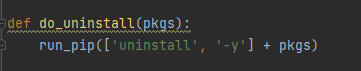 def do_uninstall(pkgs):
    run_pip(['uninstall', '-y'] + pkgs)